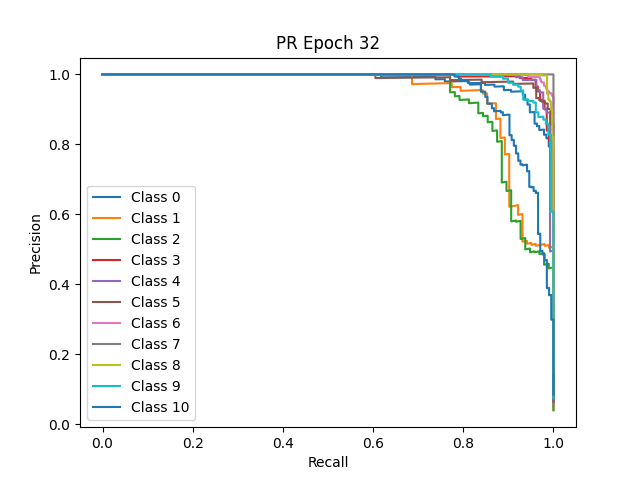 PR Epoch 32
Precision
1.0
0.8
0.6
0.4
0.2
0.0
Class 0
Class 1
Class 2
Class 3
Class 4
Class 5
Class 6
Class 7
Class 8
Class 9
Class 10
0.0 0.2 0.4 0.6 0.8 1.0
Recall